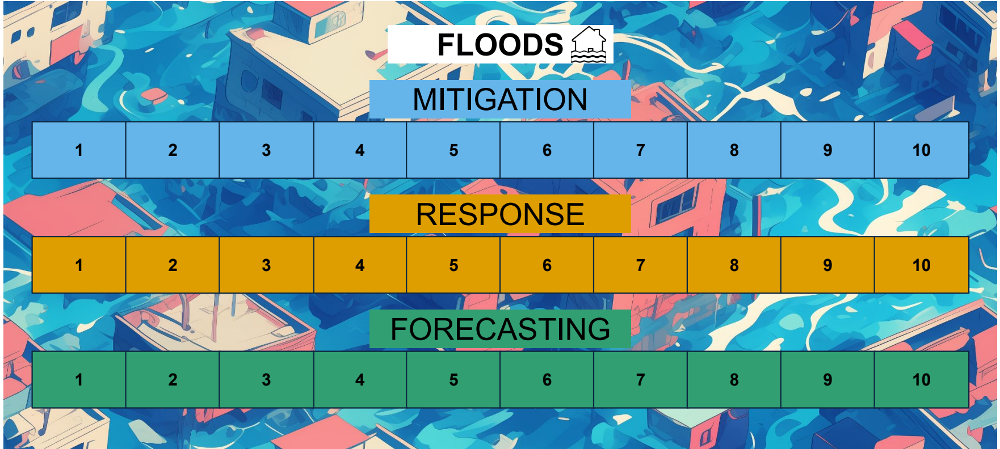 FLOODS
MITIGATION
1 2 3 4 5 6 7 8 9 10
RESPONSE
1 2 3 4 5 6 7 8 9 10
FORECASTING
1 2 3 4 5 6 7 8 9 10